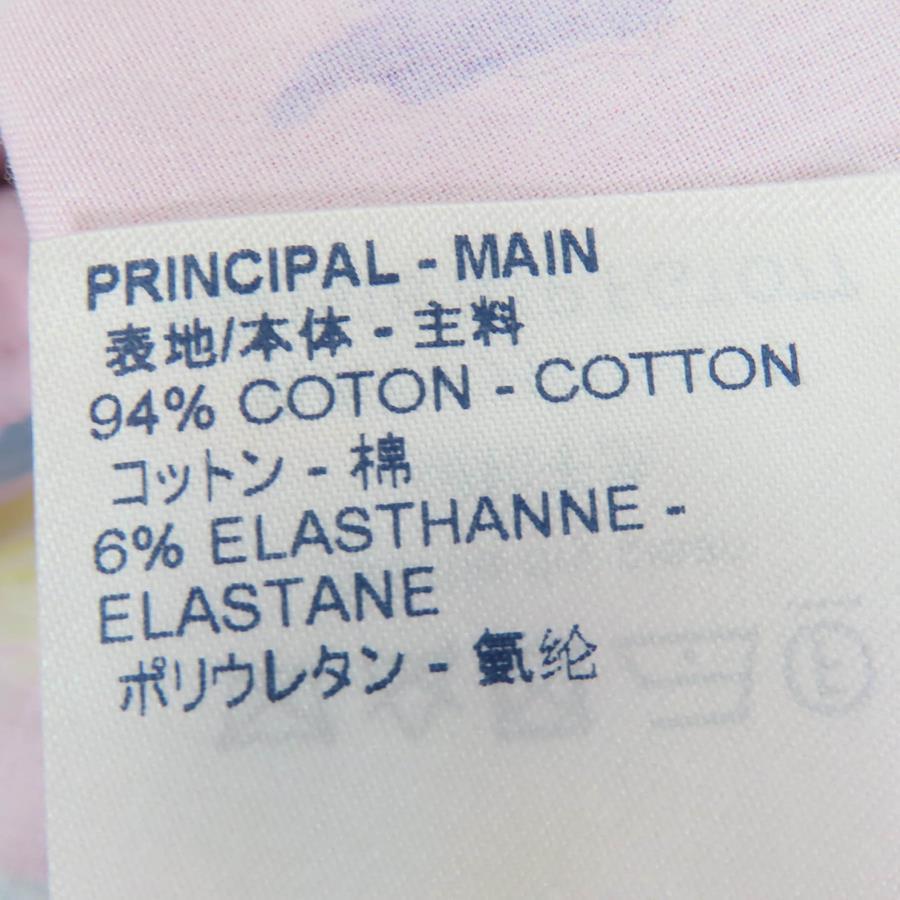 PRINCIPAL - MAIN
表地/本体 - 主料
94% COTON - COTTON
コットン - 棉
6% ELASTHANNE -
ELASTANE
ポリウレタン - 氨纶